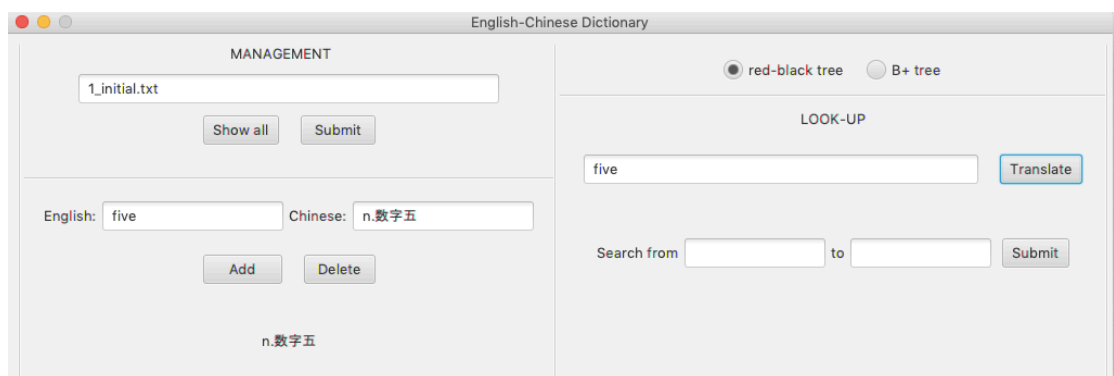 English-Chinese Dictionary
MANAGEMENT
1_initial.txt
Show all Submit
English: five Chinese: n.数字五
Add Delete
n.数字五
red-black tree B+ tree
LOOK-UP
five Translate
Search from to Submit